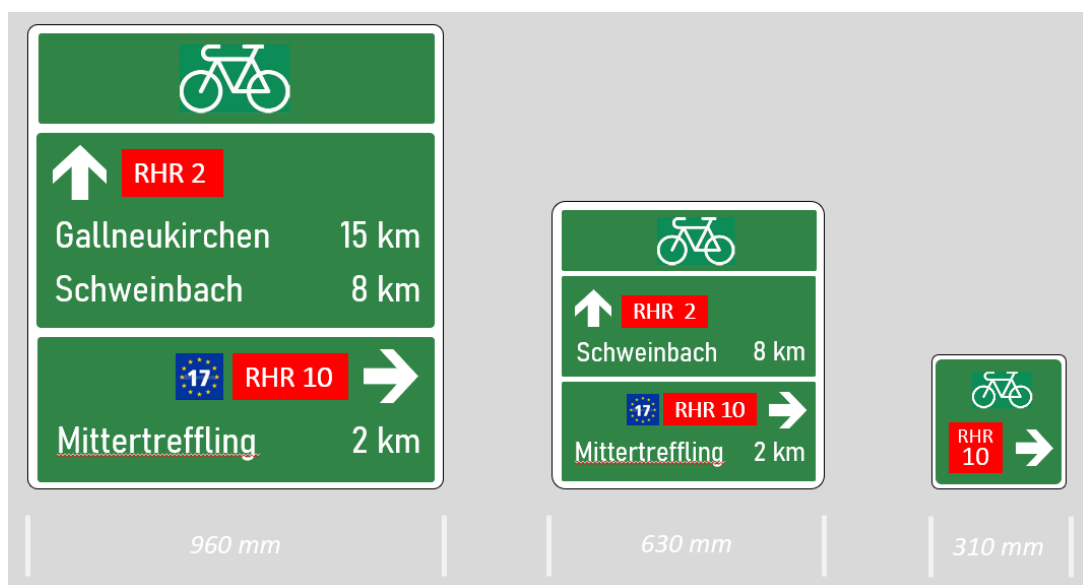 RHR 2
Gallneukirchen 15 km
Schweinbach 8 km
17 RHR 10
Mittertreffling 2 km
RHR 2
Schweinbach 8 km
17 RHR 10
Mittertreffling 2 km
RHR
10
960 mm
630 mm
310 mm